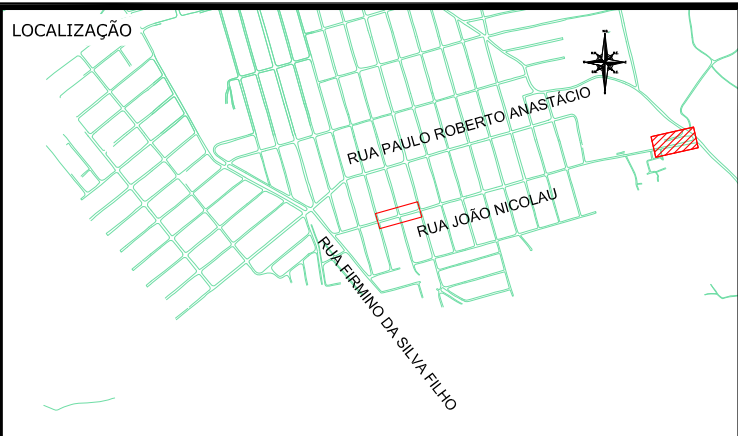 LOCALIZAÇÃO
RUA PAULO ROBERTO ANASTÁCIO
RUA JOÃO NICOLAU
RUA FIRMINO DA SILVA FILHO